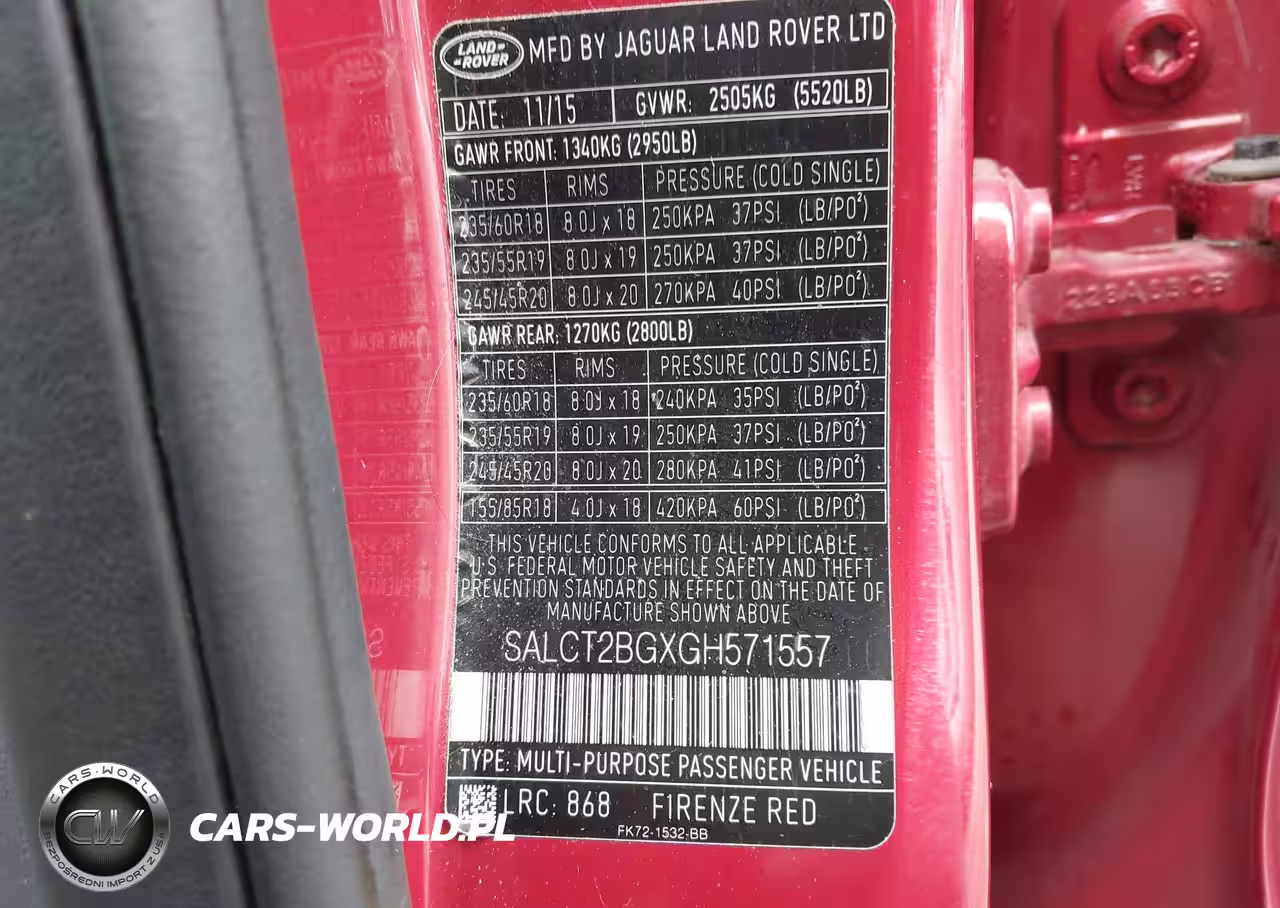 LAND ROVER MFD BY JAGUAR LAND ROVER LTD
DATE: 11/15 GVWR: 2505KG (5520LB)
GAWR FRONT: 1340KG (2950LB)
TIRES RIMS PRESSURE (COLD SINGLE)
235/60R18 8.0J x 18 250KPA 37PSI (LB/PO²)
235/55R19 8.0J x 19 250KPA 37PSI (LB/PO²)
245/45R20 8.0J x 20 270KPA 40PSI (LB/PO²)
GAWR REAR: 1270KG (2800LB)
TIRES RIMS PRESSURE (COLD SINGLE)
235/60R18 8.0J x 18 240KPA 35PSI (LB/PO²)
235/55R19 8.0J x 19 250KPA 37PSI (LB/PO²)
245/45R20 8.0J x 20 280KPA 41PSI (LB/PO²)
155/85R18 4.0J x 18 420KPA 60PSI (LB/PO²)
THIS VEHICLE CONFORMS TO ALL APPLICABLE
U.S. FEDERAL MOTOR VEHICLE SAFETY AND THEFT
PREVENTION STANDARDS IN EFFECT ON THE DATE OF
MANUFACTURE SHOWN ABOVE
SALCT2BGXGH571557
TYPE: MULTI-PURPOSE PASSENGER VEHICLE
LRC: 868 FIRENZE RED
FK72-1532-BB
CARS-WORLD
CW
BEZPOŚREDNI IMPORT Z USA
CARS-WORLD.PL